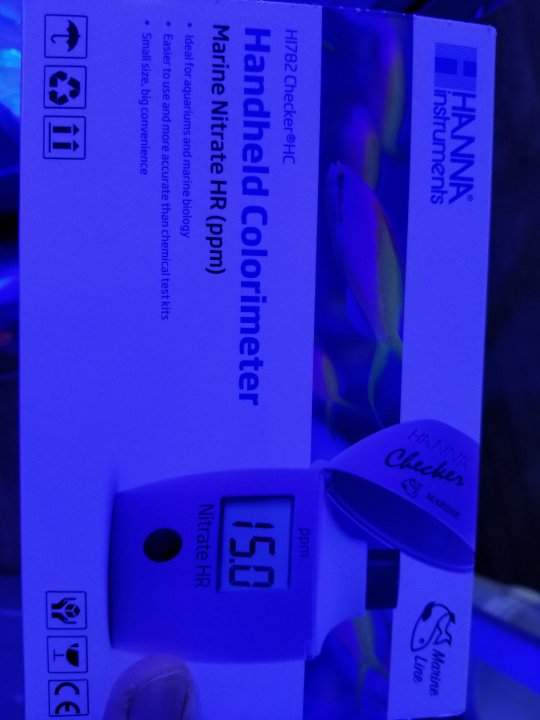 HANNA®
instruments
HI782 Checker®HC
Handheld Colorimeter
Marine Nitrate HR (ppm)
• Ideal for aquariums and marine biology
• Easier to use and more accurate than chemical test kits
• Small size, big convenience
HANNA
Checker
MARINE
ppm
15.0
Nitrate HR
Marine
Line
CE